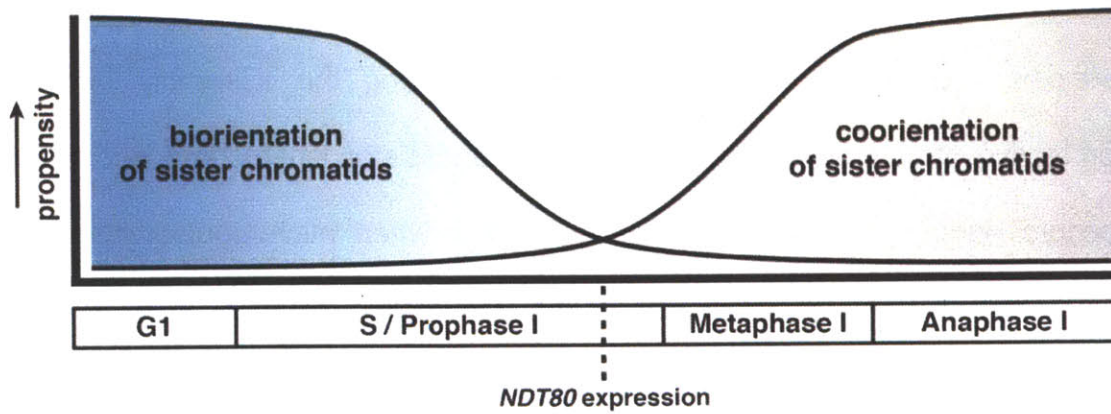 propensity
biorientation
of sister chromatids
coorientation
of sister chromatids
G1
S / Prophase I
Metaphase I
Anaphase I
NDT80 expression